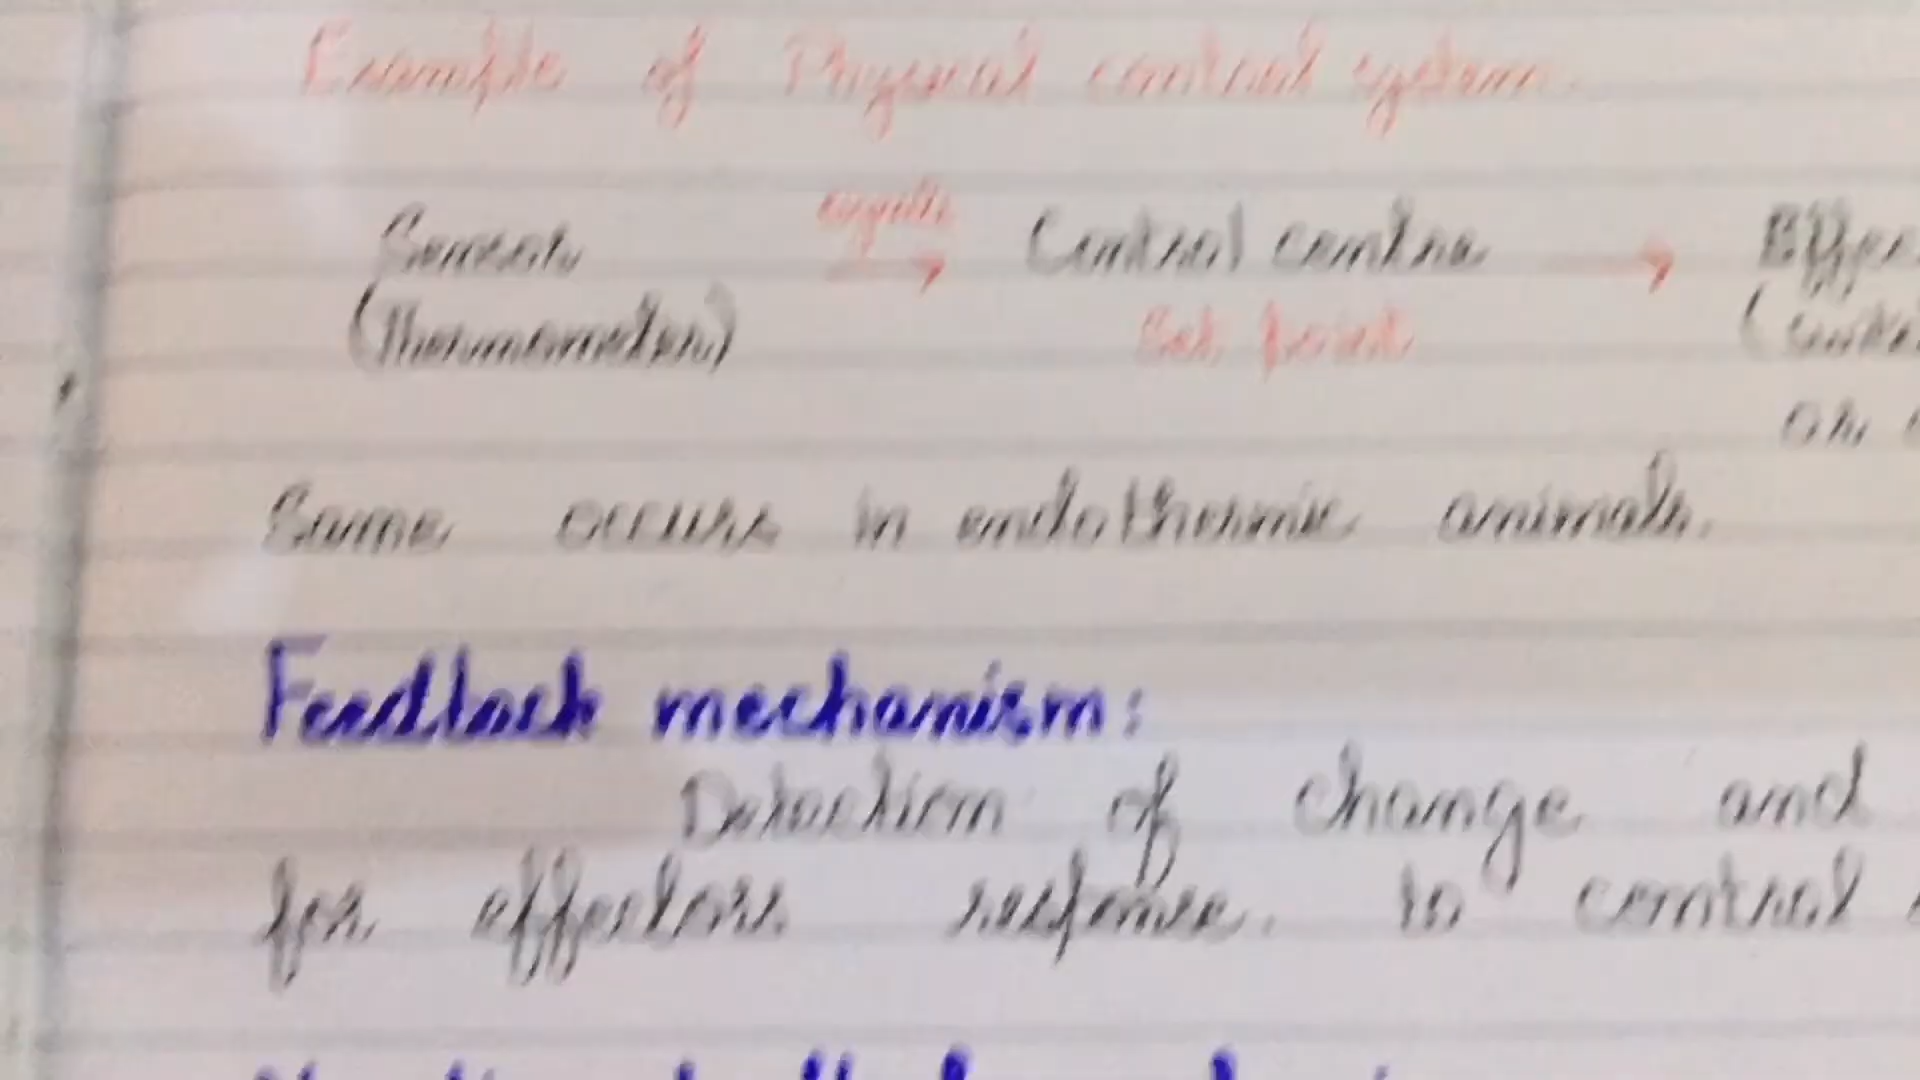 Example of Physical control system.
Sensor → Control centre →
(Thermometer) Set point
Same occurs in endothermic animals.
Feedback mechanism:
Detection of change and
for effectors response. to control